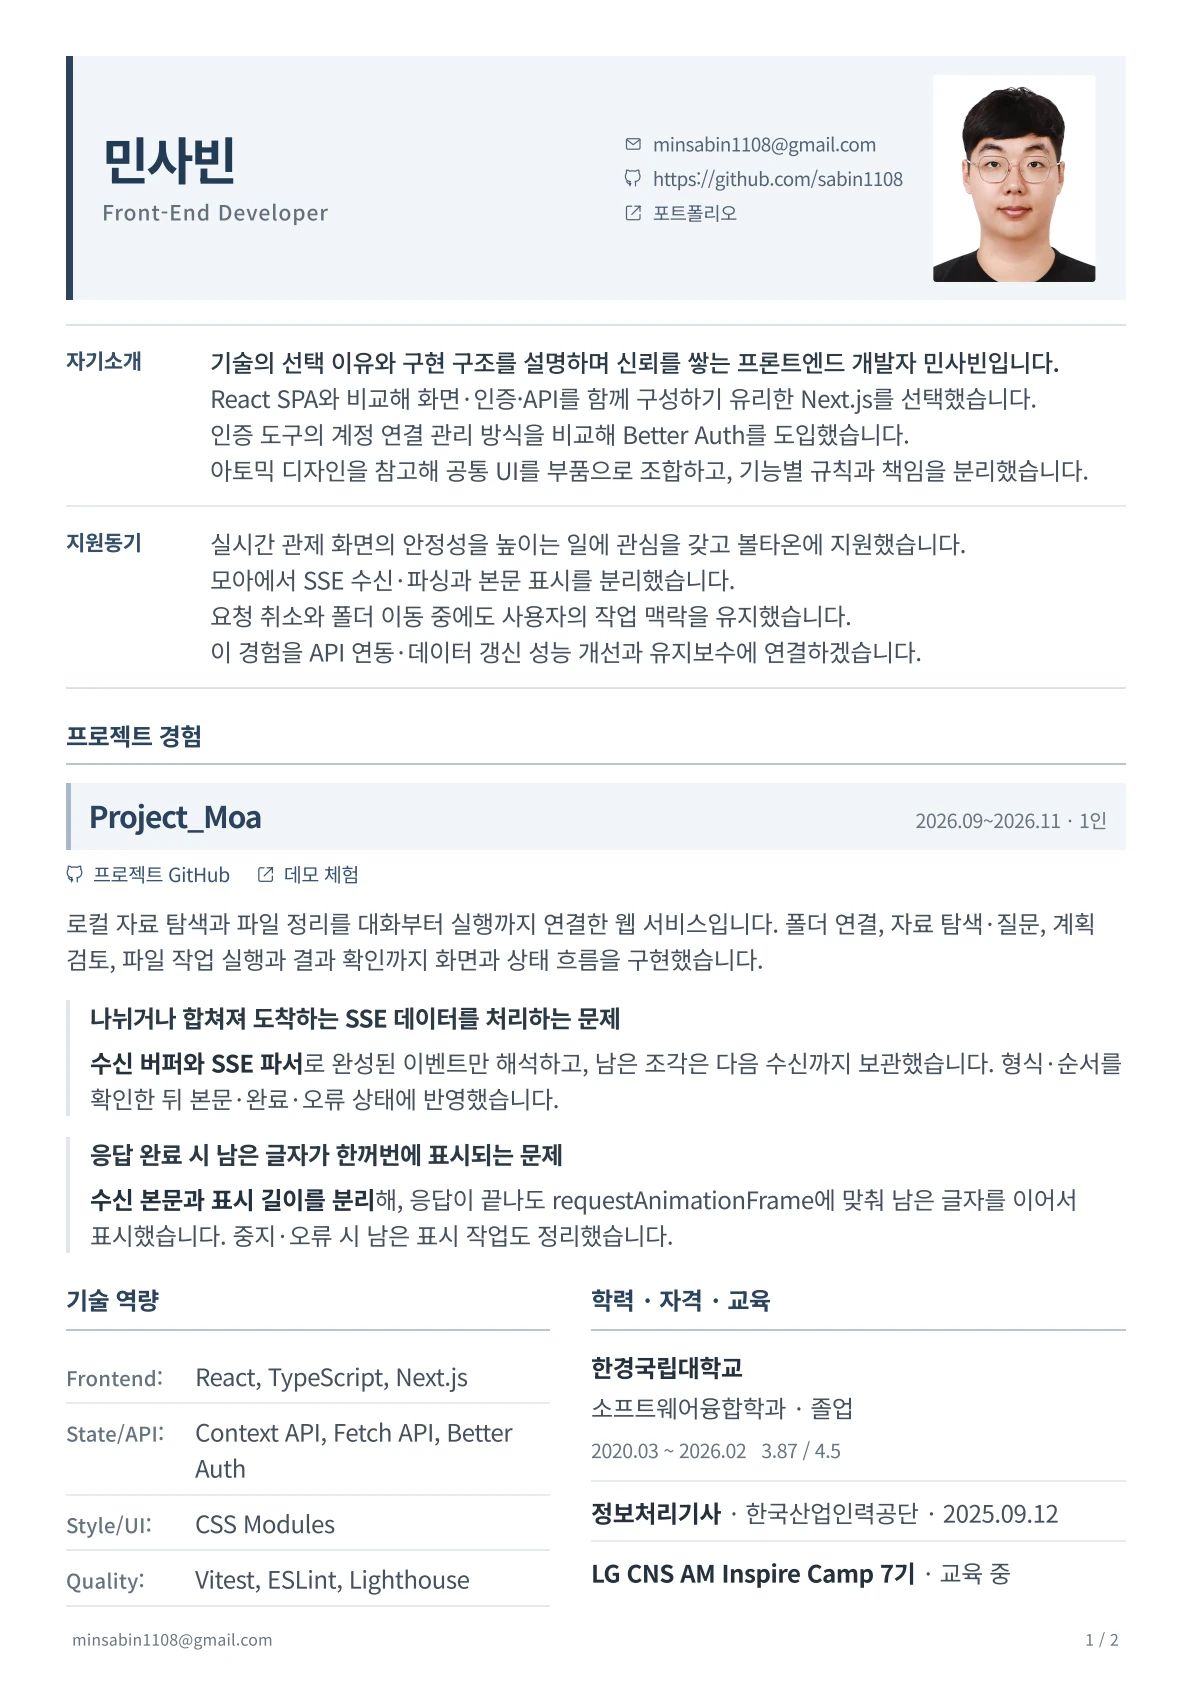 민사빈
Front-End Developer
minsabin1108@gmail.com
https://github.com/sabin1108
포트폴리오
자기소개
기술의 선택 이유와 구현 구조를 설명하며 신뢰를 쌓는 프론트엔드 개발자 민사빈입니다.
React SPA와 비교해 화면·인증·API를 함께 구성하기 유리한 Next.js를 선택했습니다.
인증 도구의 계정 연결 관리 방식을 비교해 Better Auth를 도입했습니다.
아토믹 디자인을 참고해 공통 UI를 부품으로 조합하고, 기능별 규칙과 책임을 분리했습니다.
지원동기
실시간 관제 화면의 안정성을 높이는 일에 관심을 갖고 볼타온에 지원했습니다.
모아에서 SSE 수신·파싱과 본문 표시를 분리했습니다.
요청 취소와 폴더 이동 중에도 사용자의 작업 맥락을 유지했습니다.
이 경험을 API 연동·데이터 갱신 성능 개선과 유지보수에 연결하겠습니다.
프로젝트 경험
Project_Moa
2026.09~2026.11 · 1인
프로젝트 GitHub
데모 체험
로컬 자료 탐색과 파일 정리를 대화부터 실행까지 연결한 웹 서비스입니다. 폴더 연결, 자료 탐색·질문, 계획
검토, 파일 작업 실행과 결과 확인까지 화면과 상태 흐름을 구현했습니다.
나뉘거나 합쳐져 도착하는 SSE 데이터를 처리하는 문제
수신 버퍼와 SSE 파서로 완성된 이벤트만 해석하고, 남은 조각은 다음 수신까지 보관했습니다. 형식·순서를
확인한 뒤 본문·완료·오류 상태에 반영했습니다.
응답 완료 시 남은 글자가 한꺼번에 표시되는 문제
수신 본문과 표시 길이를 분리해, 응답이 끝나도 requestAnimationFrame에 맞춰 남은 글자를 이어서
표시했습니다. 중지·오류 시 남은 표시 작업도 정리했습니다.
기술 역량
Frontend: React, TypeScript, Next.js
State/API: Context API, Fetch API, Better
Auth
Style/UI: CSS Modules
Quality: Vitest, ESLint, Lighthouse
학력 · 자격 · 교육
한경국립대학교
소프트웨어융합학과 · 졸업
2020.03 ~ 2026.02 3.87 / 4.5
정보처리기사 · 한국산업인력공단 · 2025.09.12
LG CNS AM Inspire Camp 7기 · 교육 중
minsabin1108@gmail.com
1 / 2